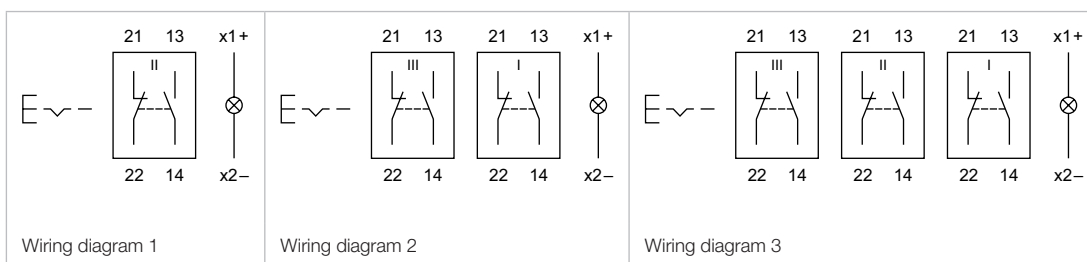 21 13 x1+
II
22 14 x2–
Wiring diagram 1
21 13 21 13 x1+
III I
22 14 22 14 x2–
Wiring diagram 2
21 13 21 13 21 13 x1+
III II I
22 14 22 14 22 14 x2–
Wiring diagram 3